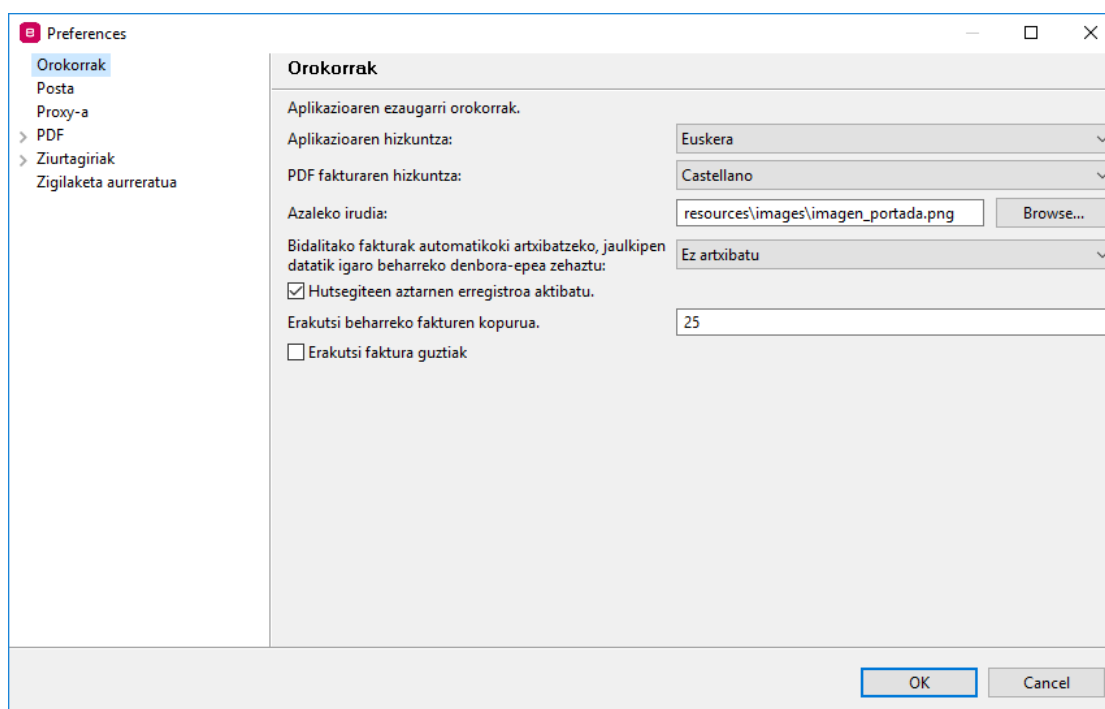 Preferences
Orokorrak
Posta
Proxy-a
PDF
Ziurtagiriak
Zigilaketa aurreratua
Orokorrak
Aplikazioaren ezaugarri orokorrak.
Aplikazioaren hizkuntza: Euskera
PDF fakturaren hizkuntza: Castellano
Azaleko irudia: resources\images\imagen_portada.png Browse...
Bidalitako fakturak automatikoki artxibatzeko, jaulkipen
datatik igaro beharreko denbora-epea zehaztu: Ez artxibatu
Hutsegiteen aztarnen erregistroa aktibatu.
Erakutsi beharreko fakturen kopurua. 25
Erakutsi faktura guztiak
OK Cancel